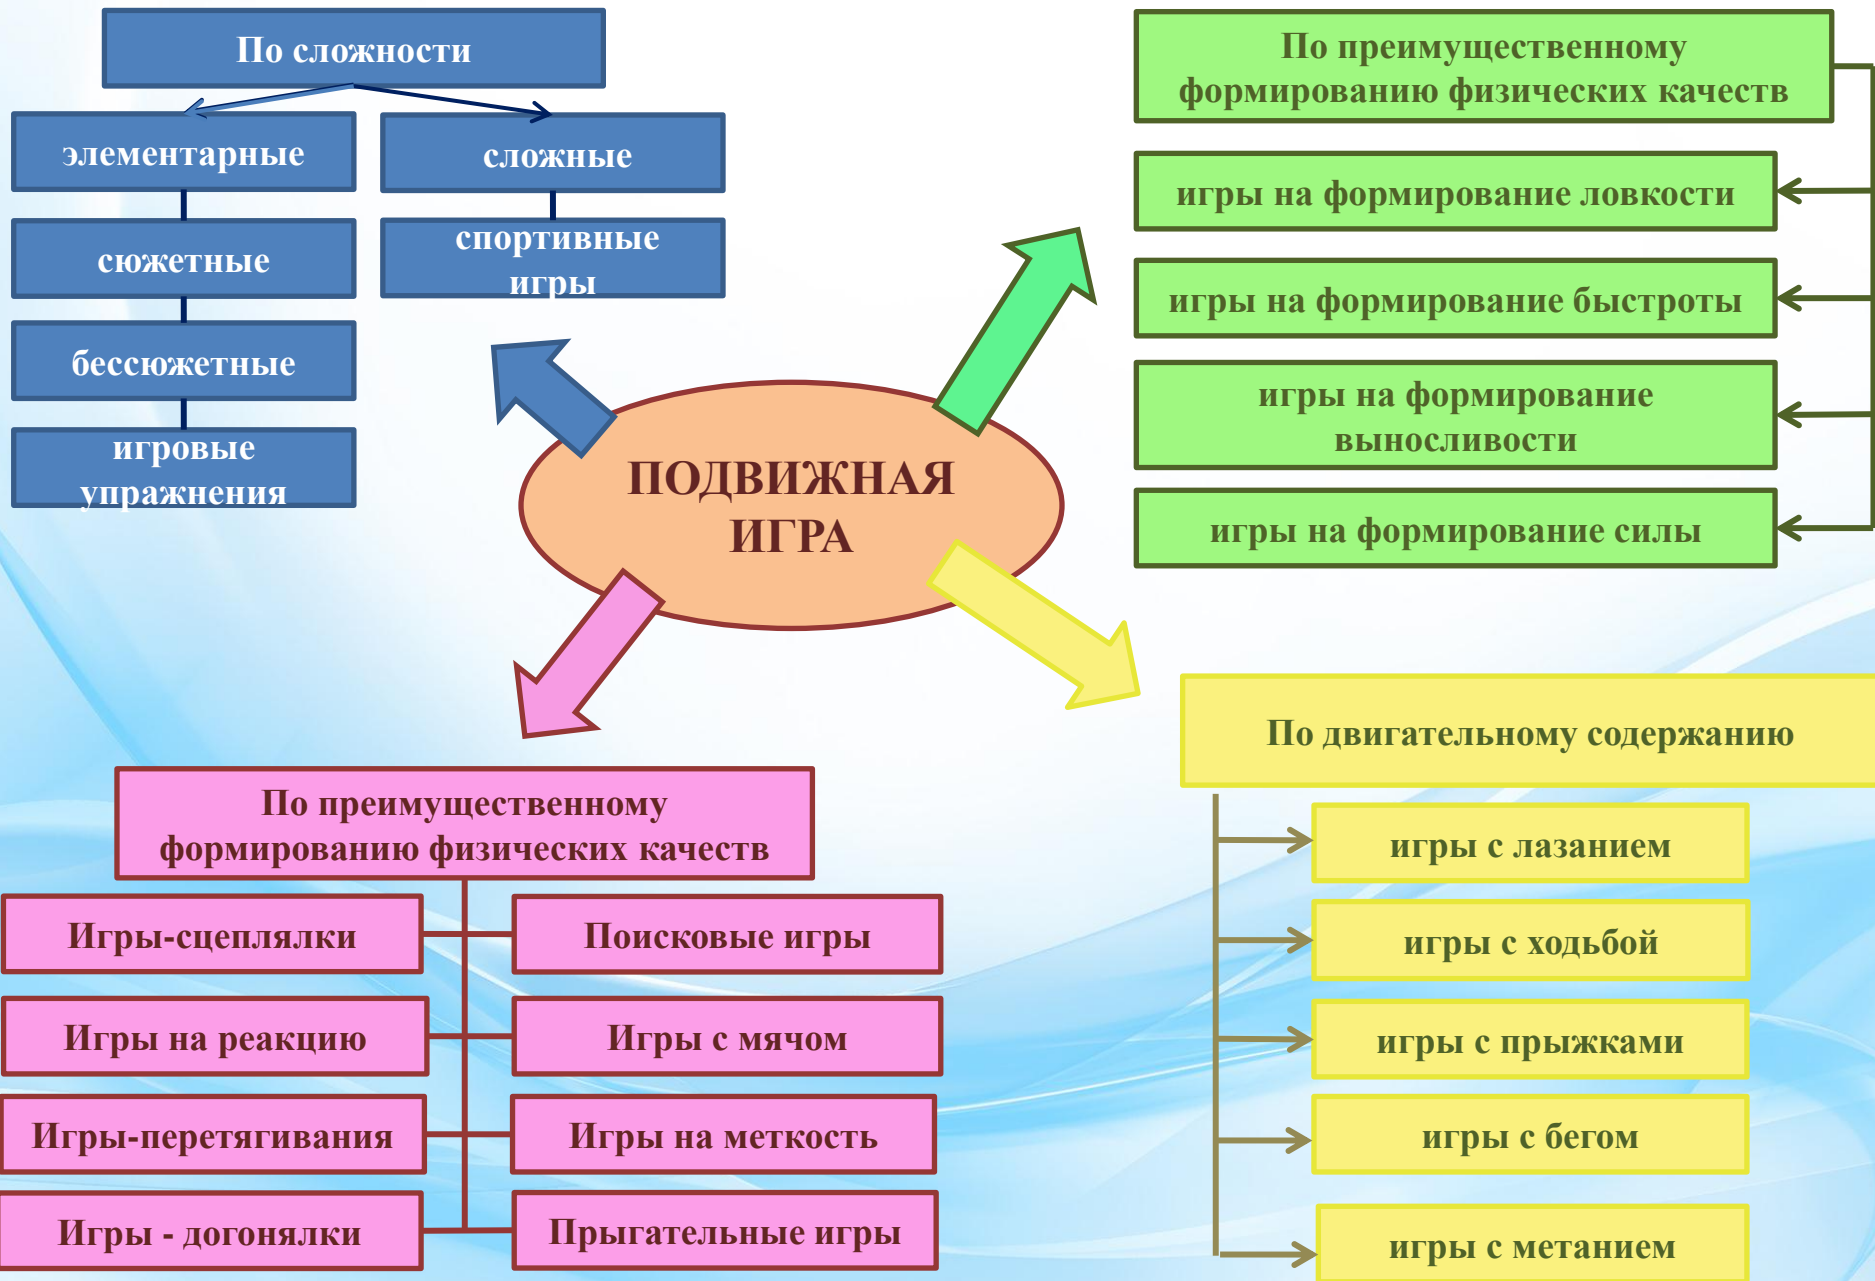 По сложности
элементарные
сложные
сюжетные
спортивные
игры
бессюжетные
игровые
упражнения
По преимущественному
формированию физических качеств
игры на формирование ловкости
игры на формирование быстроты
игры на формирование
выносливости
игры на формирование силы
ПОДВИЖНАЯ
ИГРА
По преимущественному
формированию физических качеств
Игры-сцеплялки
Поисковые игры
Игры на реакцию
Игры с мячом
Игры-перетягивания
Игры на меткость
Игры - догонялки
Прыгательные игры
По двигательному содержанию
игры с лазанием
игры с ходьбой
игры с прыжками
игры с бегом
игры с метанием